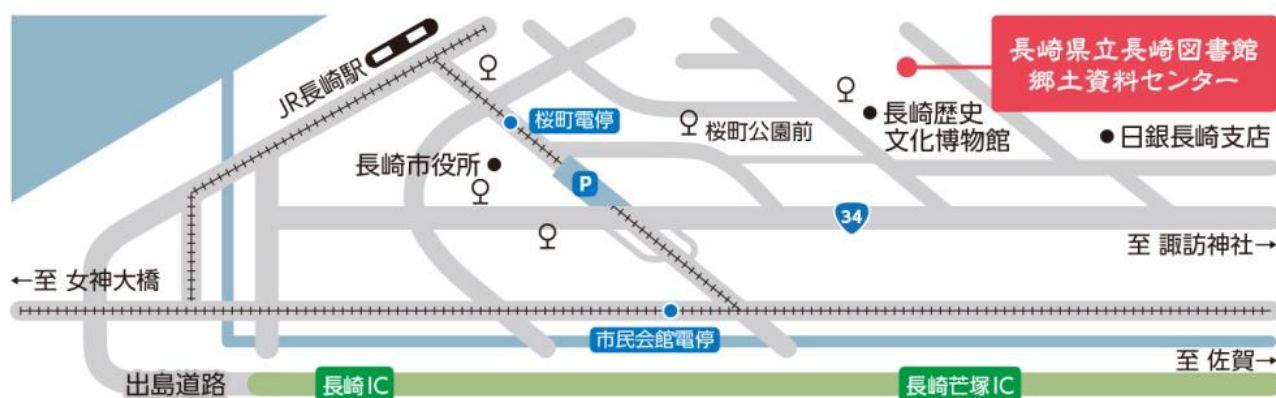 長崎県立長崎図書館
郷土資料センター
JR長崎駅
桜町電停
桜町公園前
長崎歴史
文化博物館
日銀長崎支店
長崎市役所
P
34
至 諏訪神社→
←至 女神大橋
市民会館電停
至 佐賀→
出島道路
長崎IC
長崎芒塚IC